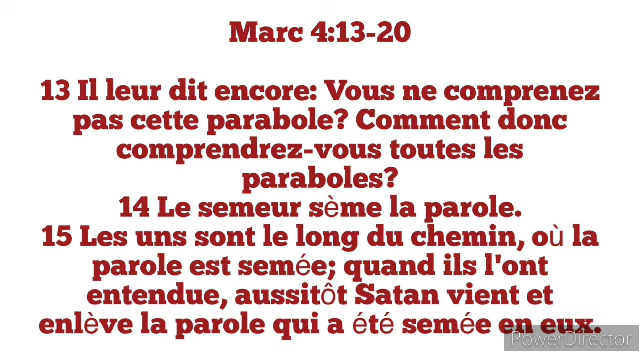 Marc 4:13-20
13 Il leur dit encore: Vous ne comprenez
pas cette parabole? Comment donc
comprendrez-vous toutes les
paraboles?
14 Le semeur sème la parole.
15 Les uns sont le long du chemin, où la
parole est semée; quand ils l'ont
entendue, aussitôt Satan vient et
enlève la parole qui a été semée en eux.
PowerDirector